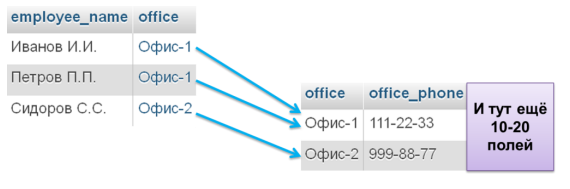 employee_name office
Иванов И.И. Офис-1
Петров П.П. Офис-1
Сидоров С.С. Офис-2
office office_phone
Офис-1 111-22-33
Офис-2 999-88-77
И тут ещё
10-20
полей